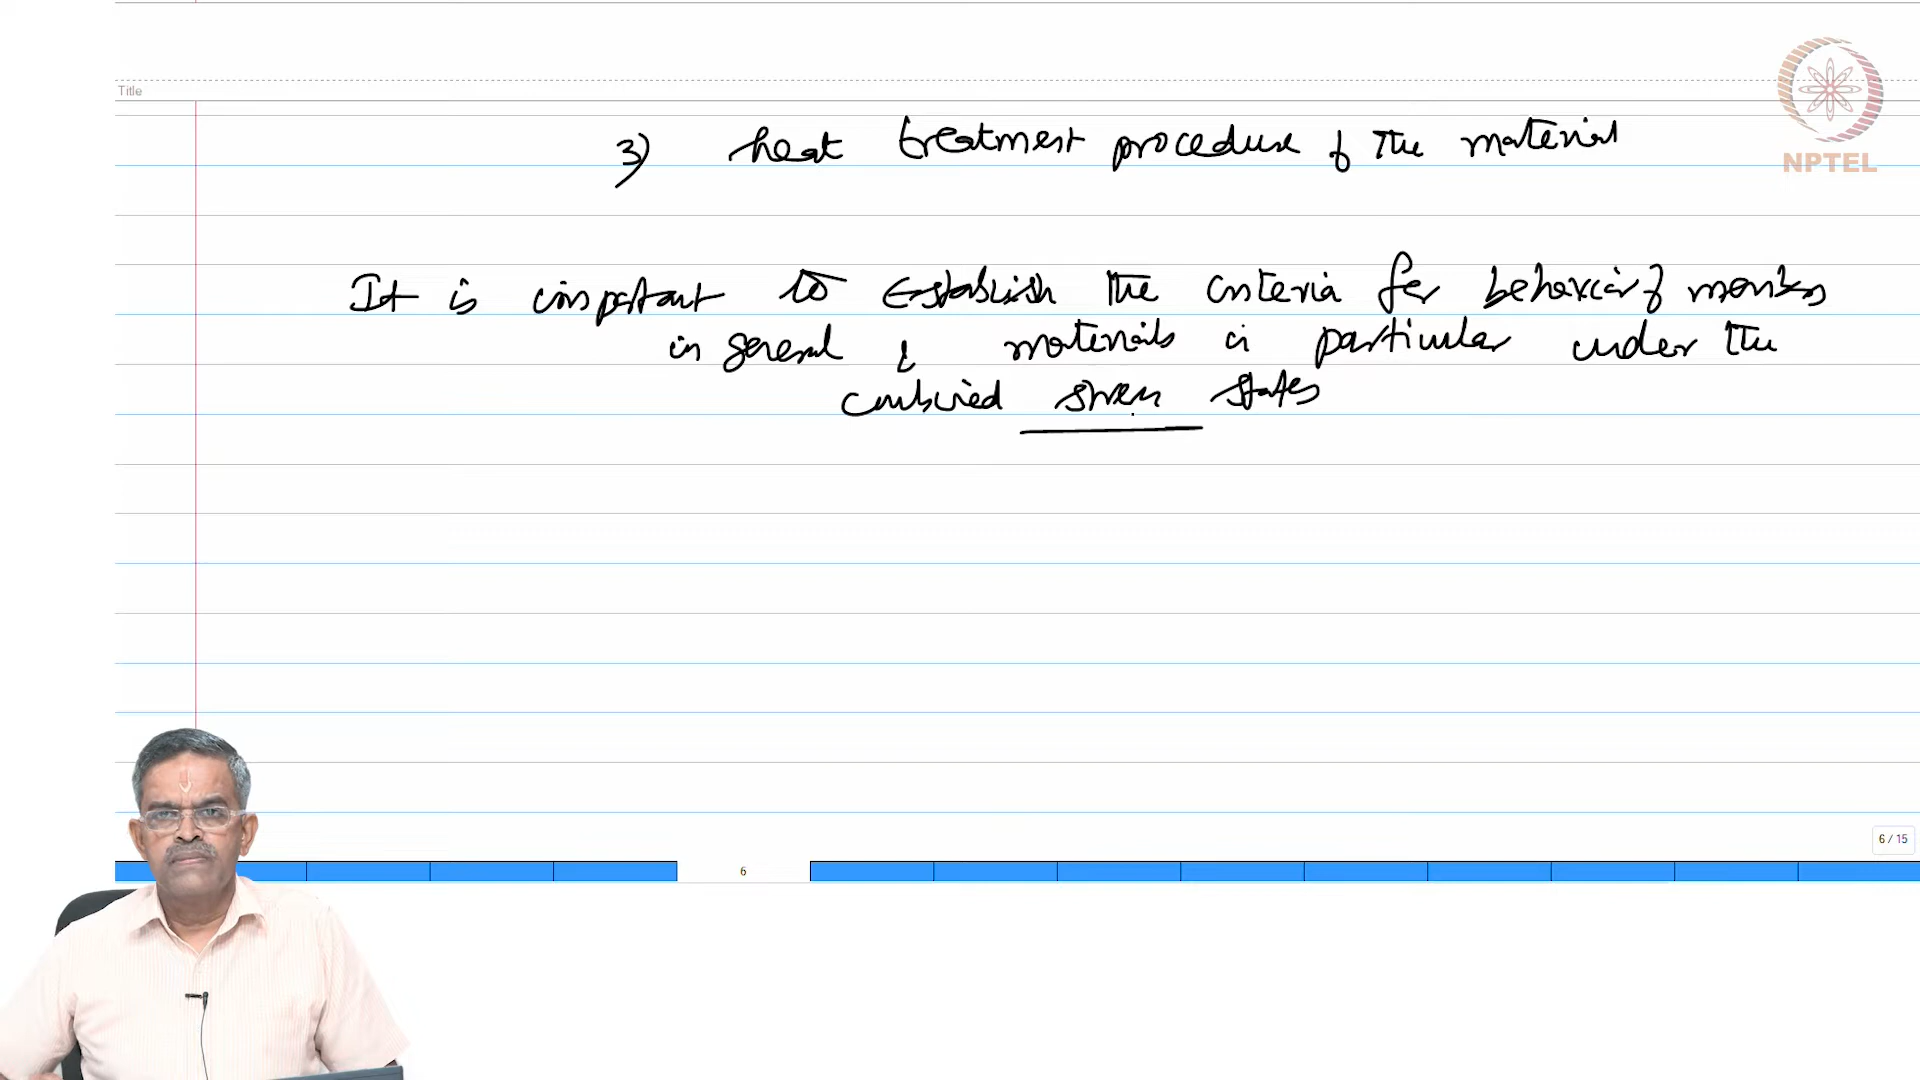 Title
NPTEL
3) heat treatment procedure of the material
It is important to establish the criteria for behavior of members
in general & materials in particular under the
combined stress states
6 / 15
6